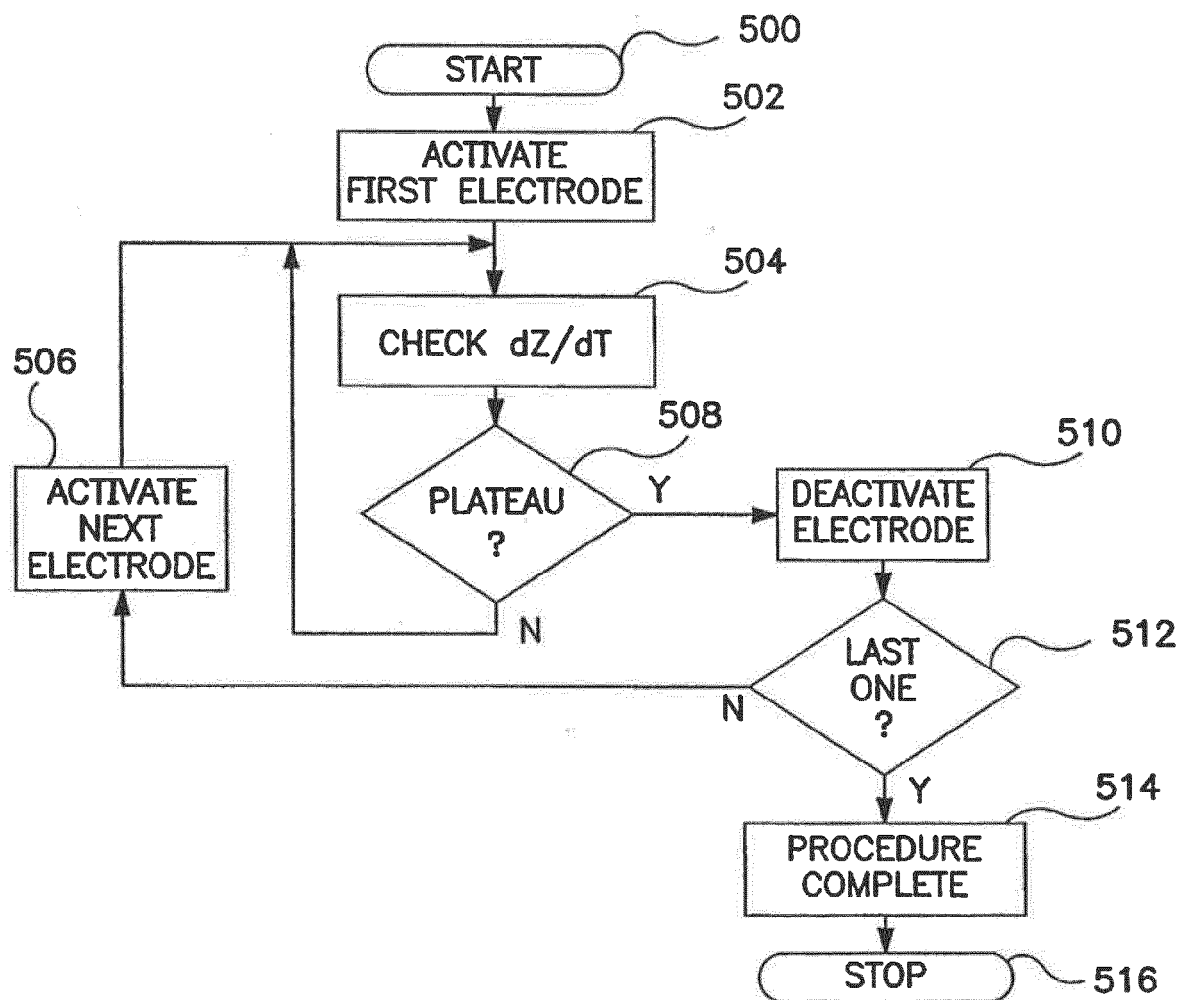 500
START
502
ACTIVATE
FIRST ELECTRODE
504
CHECK dZ/dT
506
ACTIVATE
NEXT
ELECTRODE
508
PLATEAU
?
Y
N
510
DEACTIVATE
ELECTRODE
512
LAST
ONE
?
N
Y
514
PROCEDURE
COMPLETE
STOP
516